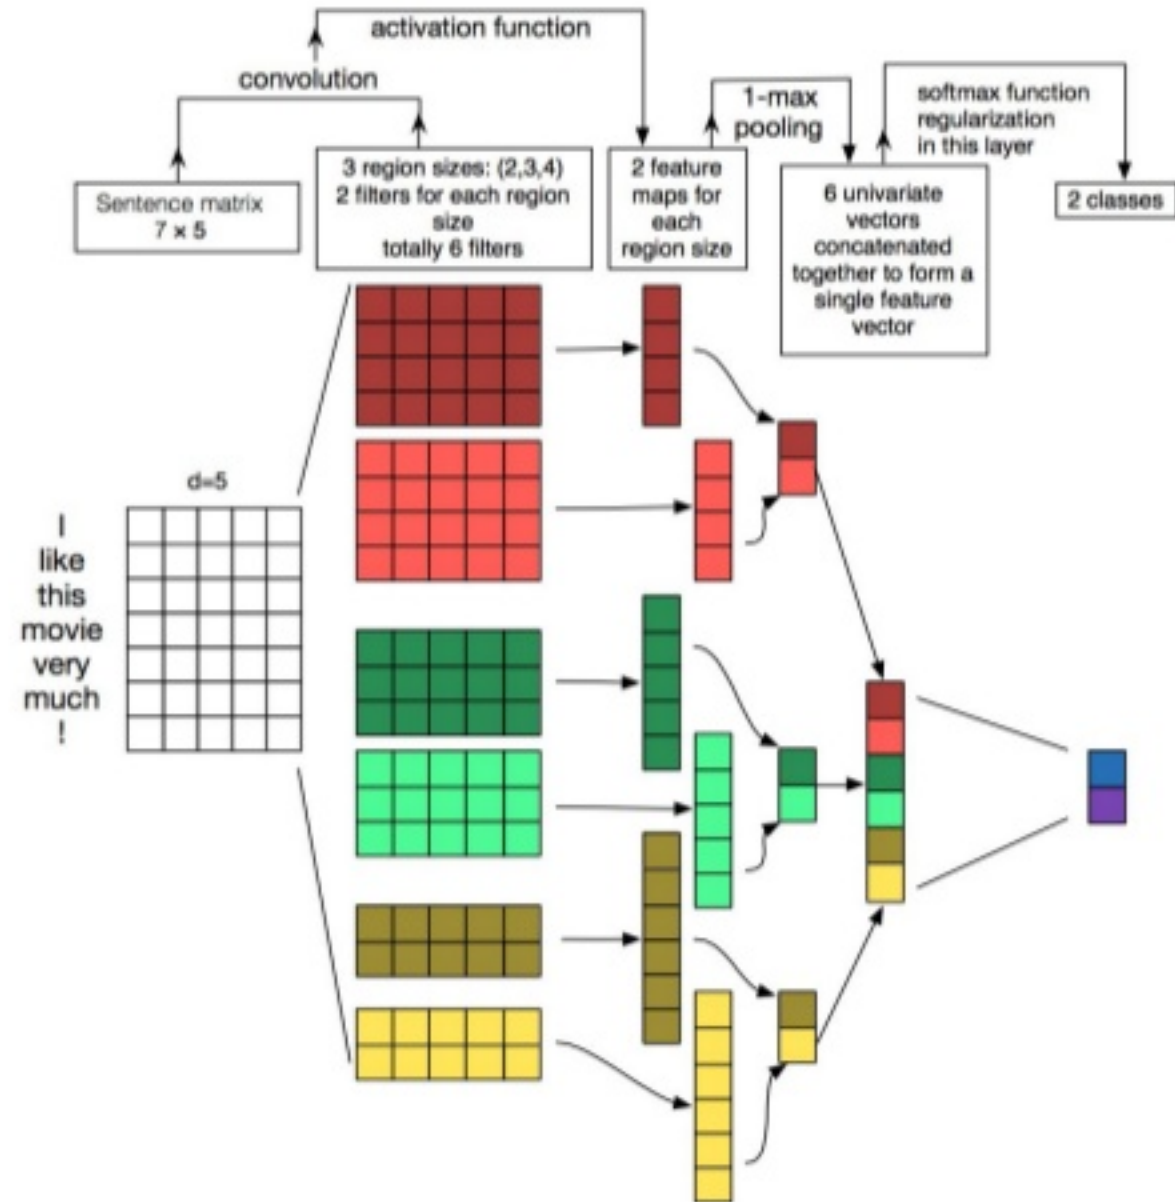 activation function
convolution
1-max
pooling
softmax function
regularization
in this layer
Sentence matrix
7 × 5
3 region sizes: (2,3,4)
2 filters for each region
size
totally 6 filters
2 feature
maps for
each
region size
6 univariate
vectors
concatenated
together to form a
single feature
vector
2 classes
d=5
I
like
this
movie
very
much
!